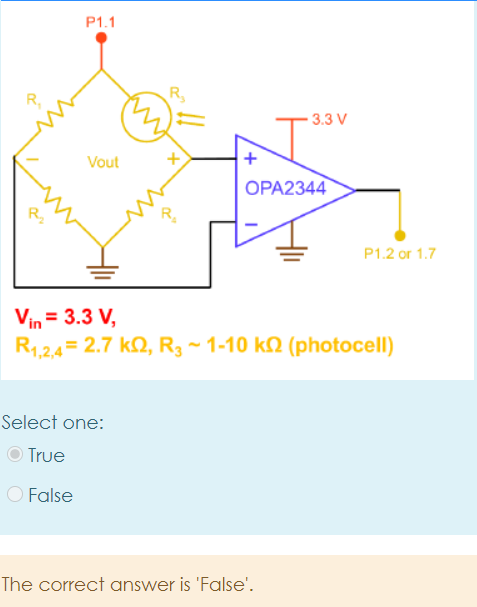 P1.1
R₁
R₃
3.3 V
− Vout + +
OPA2344
R₂
R₄
−
P1.2 or 1.7
Vin = 3.3 V,
R1,2,4 = 2.7 kΩ, R3 ~ 1-10 kΩ (photocell)
Select one:
True
False
The correct answer is 'False'.